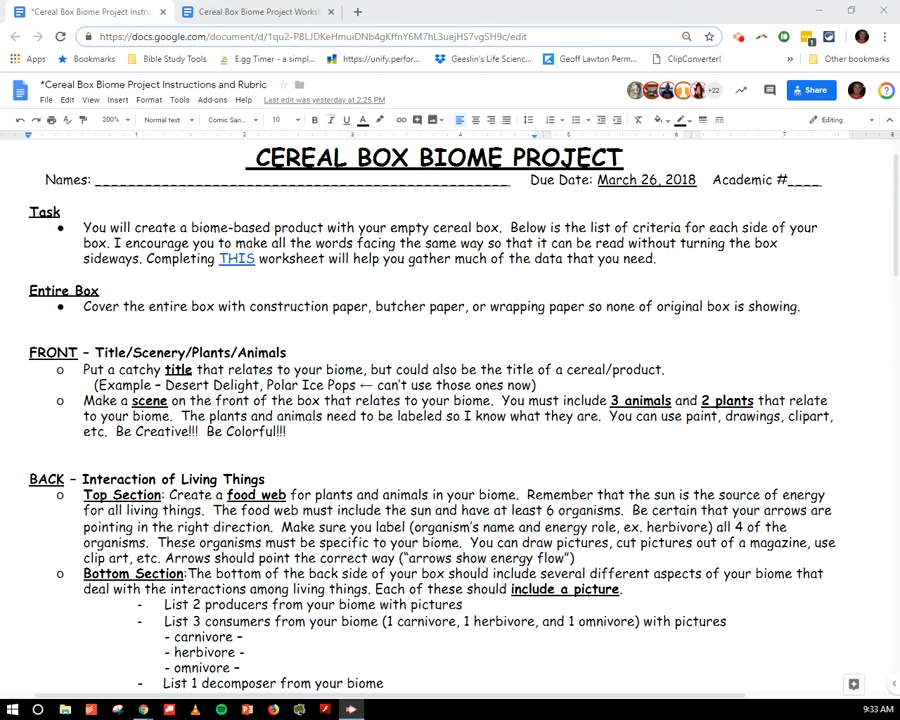 *Cereal Box Biome Project Instru
Cereal Box Biome Project Works
https://docs.google.com/document/d/1qu2-PBLJDKeHmuiDNb4gKffnY6M7hL3uejHS7vgSH9c/edit
Apps Bookmarks Bible Study Tools E.gg Timer - a simpl... https://unify.perfor... Geeslin's Life Scienc... Geoff Lawton Perm... ClipConverter! » Other bookmarks
*Cereal Box Biome Project Instructions and Rubric
File Edit View Insert Format Tools Add-ons Help Last edit was yesterday at 2:25 PM
+22 Share
200% Normal text Comic San... 10 B I U A Editing
1 2 3 4 5 6 7
CEREAL BOX BIOME PROJECT
Names: ______________________________________________ Due Date: March 26, 2018 Academic #____
Task
● You will create a biome-based product with your empty cereal box. Below is the list of criteria for each side of your
box. I encourage you to make all the words facing the same way so that it can be read without turning the box
sideways. Completing THIS worksheet will help you gather much of the data that you need.
Entire Box
● Cover the entire box with construction paper, butcher paper, or wrapping paper so none of original box is showing.
FRONT – Title/Scenery/Plants/Animals
o Put a catchy title that relates to your biome, but could also be the title of a cereal/product.
(Example – Desert Delight, Polar Ice Pops ← can't use those ones now)
o Make a scene on the front of the box that relates to your biome. You must include 3 animals and 2 plants that relate
to your biome. The plants and animals need to be labeled so I know what they are. You can use paint, drawings, clipart,
etc. Be Creative!!! Be Colorful!!!
BACK – Interaction of Living Things
o Top Section: Create a food web for plants and animals in your biome. Remember that the sun is the source of energy
for all living things. The food web must include the sun and have at least 6 organisms. Be certain that your arrows are
pointing in the right direction. Make sure you label (organism's name and energy role, ex. herbivore) all 4 of the
organisms. These organisms must be specific to your biome. You can draw pictures, cut pictures out of a magazine, use
clip art, etc. Arrows should point the correct way ("arrows show energy flow")
o Bottom Section:The bottom of the back side of your box should include several different aspects of your biome that
deal with the interactions among living things. Each of these should include a picture.
- List 2 producers from your biome with pictures
- List 3 consumers from your biome (1 carnivore, 1 herbivore, and 1 omnivore) with pictures
- carnivore –
- herbivore -
- omnivore –
- List 1 decomposer from your biome
9:33 AM